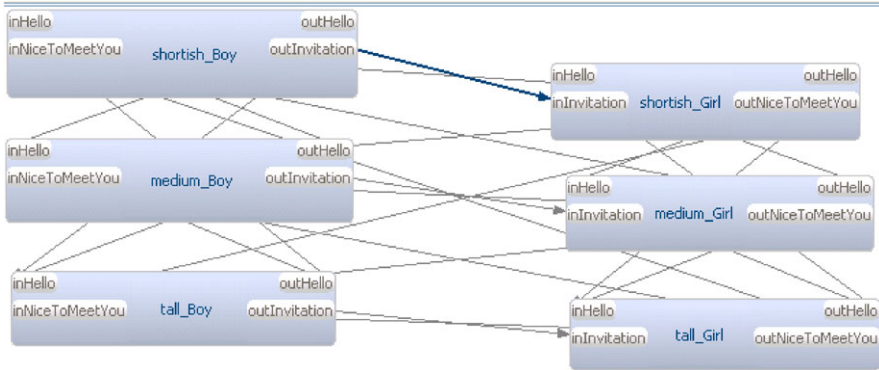 inHello outHello
inNiceToMeetYou shortish_Boy outInvitation
inHello outHello
inInvitation shortish_Girl outNiceToMeetYou
inHello outHello
inNiceToMeetYou medium_Boy outInvitation
inHello outHello
inInvitation medium_Girl outNiceToMeetYou
inHello outHello
inNiceToMeetYou tall_Boy outInvitation
inHello outHello
inInvitation tall_Girl outNiceToMeetYou